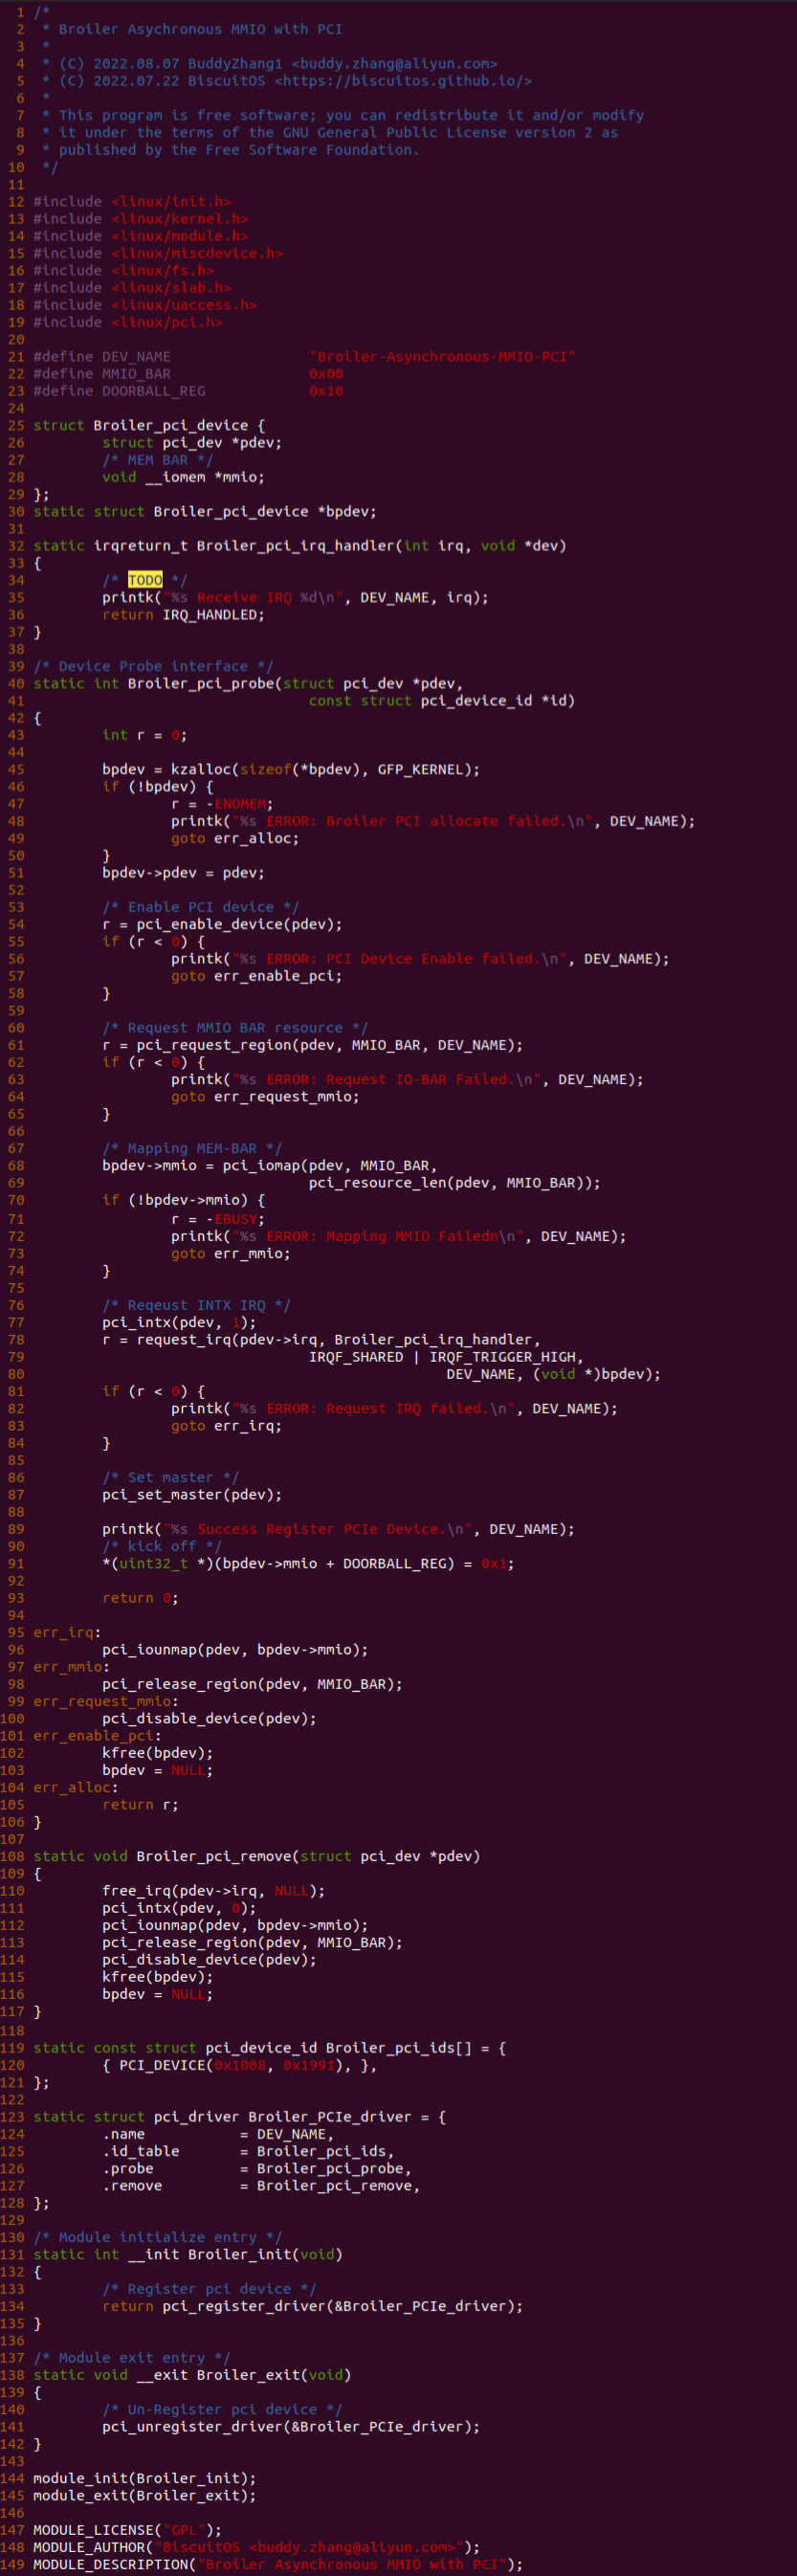 1 /*
2  * Broiler Asychronous MMIO with PCI
3  *
4  * (C) 2022.08.07 BuddyZhang1 <buddy.zhang@aliyun.com>
5  * (C) 2022.07.22 BiscuitOS <https://biscuitos.github.io/>
6  *
7  * This program is free software; you can redistribute it and/or modify
8  * it under the terms of the GNU General Public License version 2 as
9  * published by the Free Software Foundation.
10  */
11
12 #include <linux/init.h>
13 #include <linux/kernel.h>
14 #include <linux/module.h>
15 #include <linux/miscdevice.h>
16 #include <linux/fs.h>
17 #include <linux/slab.h>
18 #include <linux/uaccess.h>
19 #include <linux/pci.h>
20
21 #define DEV_NAME                "Broiler-Asynchronous-MMIO-PCI"
22 #define MMIO_BAR                0x00
23 #define DOORBALL_REG            0x10
24
25 struct Broiler_pci_device {
26         struct pci_dev *pdev;
27         /* MEM BAR */
28         void __iomem *mmio;
29 };
30 static struct Broiler_pci_device *bpdev;
31
32 static irqreturn_t Broiler_pci_irq_handler(int irq, void *dev)
33 {
34         /* TODO */
35         printk("%s Receive IRQ %d\n", DEV_NAME, irq);
36         return IRQ_HANDLED;
37 }
38
39 /* Device Probe interface */
40 static int Broiler_pci_probe(struct pci_dev *pdev,
41                                 const struct pci_device_id *id)
42 {
43         int r = 0;
44
45         bpdev = kzalloc(sizeof(*bpdev), GFP_KERNEL);
46         if (!bpdev) {
47                 r = -ENOMEM;
48                 printk("%s ERROR: Broiler PCI allocate failed.\n", DEV_NAME);
49                 goto err_alloc;
50         }
51         bpdev->pdev = pdev;
52
53         /* Enable PCI device */
54         r = pci_enable_device(pdev);
55         if (r < 0) {
56                 printk("%s ERROR: PCI Device Enable failed.\n", DEV_NAME);
57                 goto err_enable_pci;
58         }
59
60         /* Request MMIO BAR resource */
61         r = pci_request_region(pdev, MMIO_BAR, DEV_NAME);
62         if (r < 0) {
63                 printk("%s ERROR: Request IO-BAR Failed.\n", DEV_NAME);
64                 goto err_request_mmio;
65         }
66
67         /* Mapping MEM-BAR */
68         bpdev->mmio = pci_iomap(pdev, MMIO_BAR,
69                                 pci_resource_len(pdev, MMIO_BAR));
70         if (!bpdev->mmio) {
71                 r = -EBUSY;
72                 printk("%s ERROR: Mapping MMIO Failedn\n", DEV_NAME);
73                 goto err_mmio;
74         }
75
76         /* Reqeust INTX IRQ */
77         pci_intx(pdev, 1);
78         r = request_irq(pdev->irq, Broiler_pci_irq_handler,
79                                 IRQF_SHARED | IRQF_TRIGGER_HIGH,
80                                                 DEV_NAME, (void *)bpdev);
81         if (r < 0) {
82                 printk("%s ERROR: Request IRQ failed.\n", DEV_NAME);
83                 goto err_irq;
84         }
85
86         /* Set master */
87         pci_set_master(pdev);
88
89         printk("%s Success Register PCIe Device.\n", DEV_NAME);
90         /* kick off */
91         *(uint32_t *)(bpdev->mmio + DOORBALL_REG) = 0x1;
92
93         return 0;
94
95 err_irq:
96         pci_iounmap(pdev, bpdev->mmio);
97 err_mmio:
98         pci_release_region(pdev, MMIO_BAR);
99 err_request_mmio:
100         pci_disable_device(pdev);
101 err_enable_pci:
102         kfree(bpdev);
103         bpdev = NULL;
104 err_alloc:
105         return r;
106 }
107
108 static void Broiler_pci_remove(struct pci_dev *pdev)
109 {
110         free_irq(pdev->irq, NULL);
111         pci_intx(pdev, 0);
112         pci_iounmap(pdev, bpdev->mmio);
113         pci_release_region(pdev, MMIO_BAR);
114         pci_disable_device(pdev);
115         kfree(bpdev);
116         bpdev = NULL;
117 }
118
119 static const struct pci_device_id Broiler_pci_ids[] = {
120         { PCI_DEVICE(0x1008, 0x1991), },
121 };
122
123 static struct pci_driver Broiler_PCIe_driver = {
124         .name           = DEV_NAME,
125         .id_table       = Broiler_pci_ids,
126         .probe          = Broiler_pci_probe,
127         .remove         = Broiler_pci_remove,
128 };
129
130 /* Module initialize entry */
131 static int __init Broiler_init(void)
132 {
133         /* Register pci device */
134         return pci_register_driver(&Broiler_PCIe_driver);
135 }
136
137 /* Module exit entry */
138 static void __exit Broiler_exit(void)
139 {
140         /* Un-Register pci device */
141         pci_unregister_driver(&Broiler_PCIe_driver);
142 }
143
144 module_init(Broiler_init);
145 module_exit(Broiler_exit);
146
147 MODULE_LICENSE("GPL");
148 MODULE_AUTHOR("BiscuitOS <buddy.zhang@aliyun.com>");
149 MODULE_DESCRIPTION("Broiler Asynchronous MMIO with PCI");